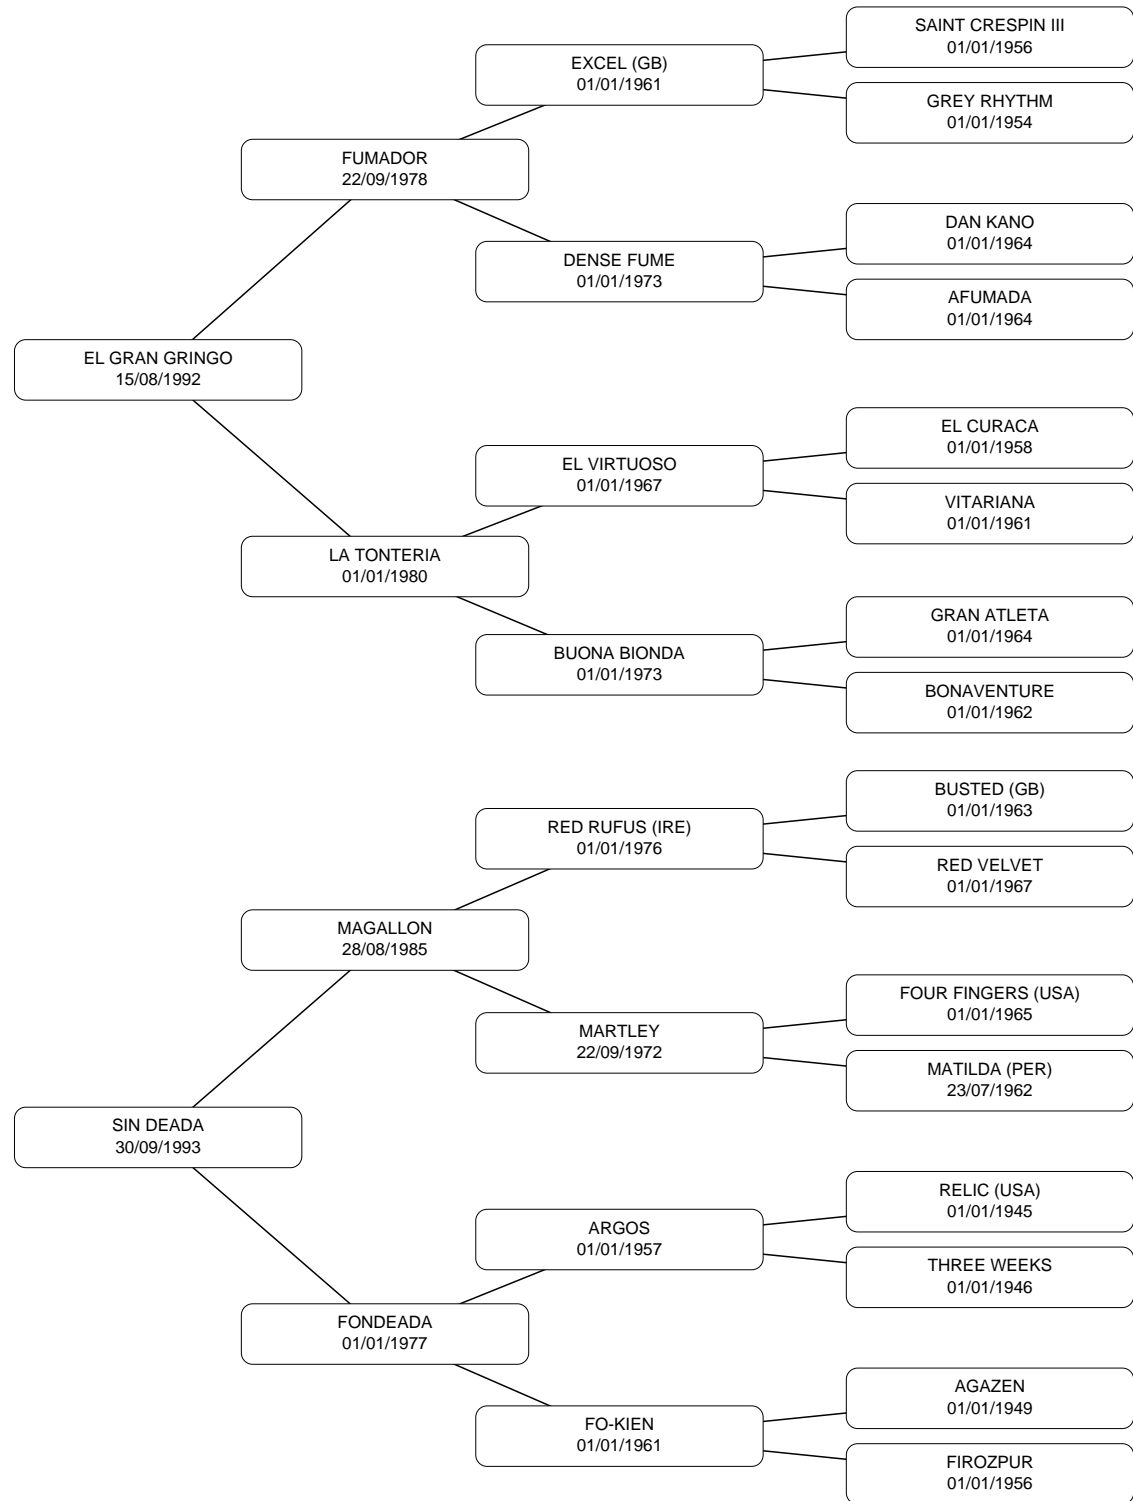 SAINT CRESPIN III
01/01/1956
EXCEL (GB)
01/01/1961
GREY RHYTHM
01/01/1954
FUMADOR
22/09/1978
DAN KANO
01/01/1964
DENSE FUME
01/01/1973
AFUMADA
01/01/1964
EL GRAN GRINGO
15/08/1992
EL CURACA
01/01/1958
EL VIRTUOSO
01/01/1967
VITARIANA
01/01/1961
LA TONTERIA
01/01/1980
GRAN ATLETA
01/01/1964
BUONA BIONDA
01/01/1973
BONAVENTURE
01/01/1962
BUSTED (GB)
01/01/1963
RED RUFUS (IRE)
01/01/1976
RED VELVET
01/01/1967
MAGALLON
28/08/1985
FOUR FINGERS (USA)
01/01/1965
MARTLEY
22/09/1972
MATILDA (PER)
23/07/1962
SIN DEADA
30/09/1993
RELIC (USA)
01/01/1945
ARGOS
01/01/1957
THREE WEEKS
01/01/1946
FONDEADA
01/01/1977
AGAZEN
01/01/1949
FO-KIEN
01/01/1961
FIROZPUR
01/01/1956